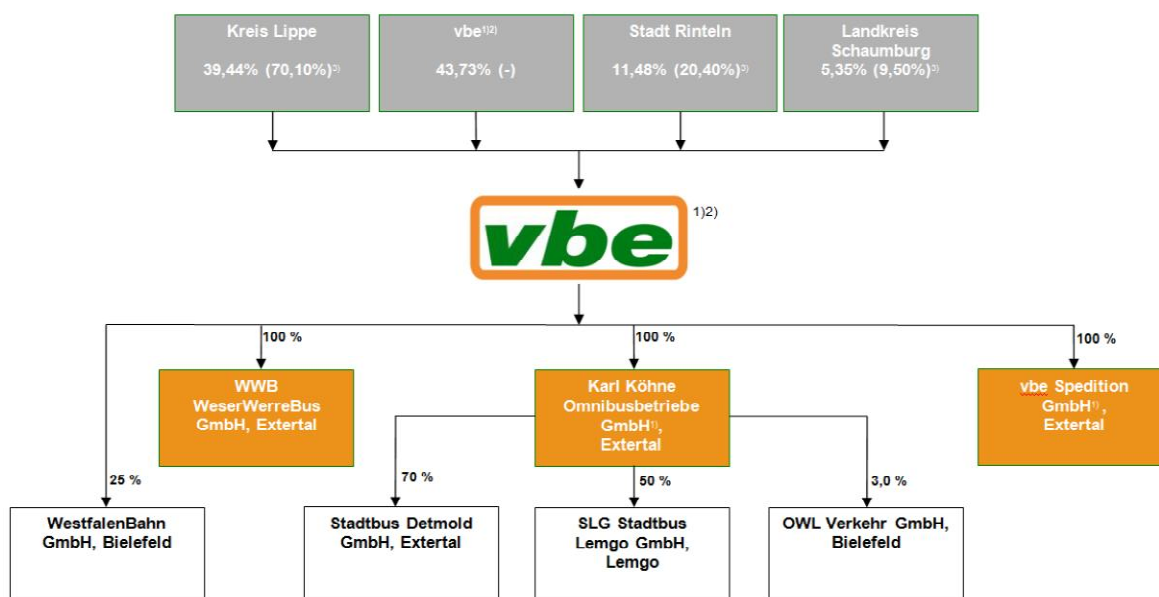 Kreis Lippe
39,44% (70,10%)³⁾
vbe¹⁾²⁾
43,73% (-)
Stadt Rinteln
11,48% (20,40%)³⁾
Landkreis
Schaumburg
5,35% (9,50%)³⁾
vbe 1)2)
100 %
100 %
100 %
WWB
WeserWerreBus
GmbH, Extertal
Karl Köhne
Omnibusbetriebe
GmbH¹⁾,
Extertal
vbe Spedition
GmbH¹⁾ ,
Extertal
25 %
70 %
50 %
3,0 %
WestfalenBahn
GmbH, Bielefeld
Stadtbus Detmold
GmbH, Extertal
SLG Stadtbus
Lemgo GmbH,
Lemgo
OWL Verkehr GmbH,
Bielefeld